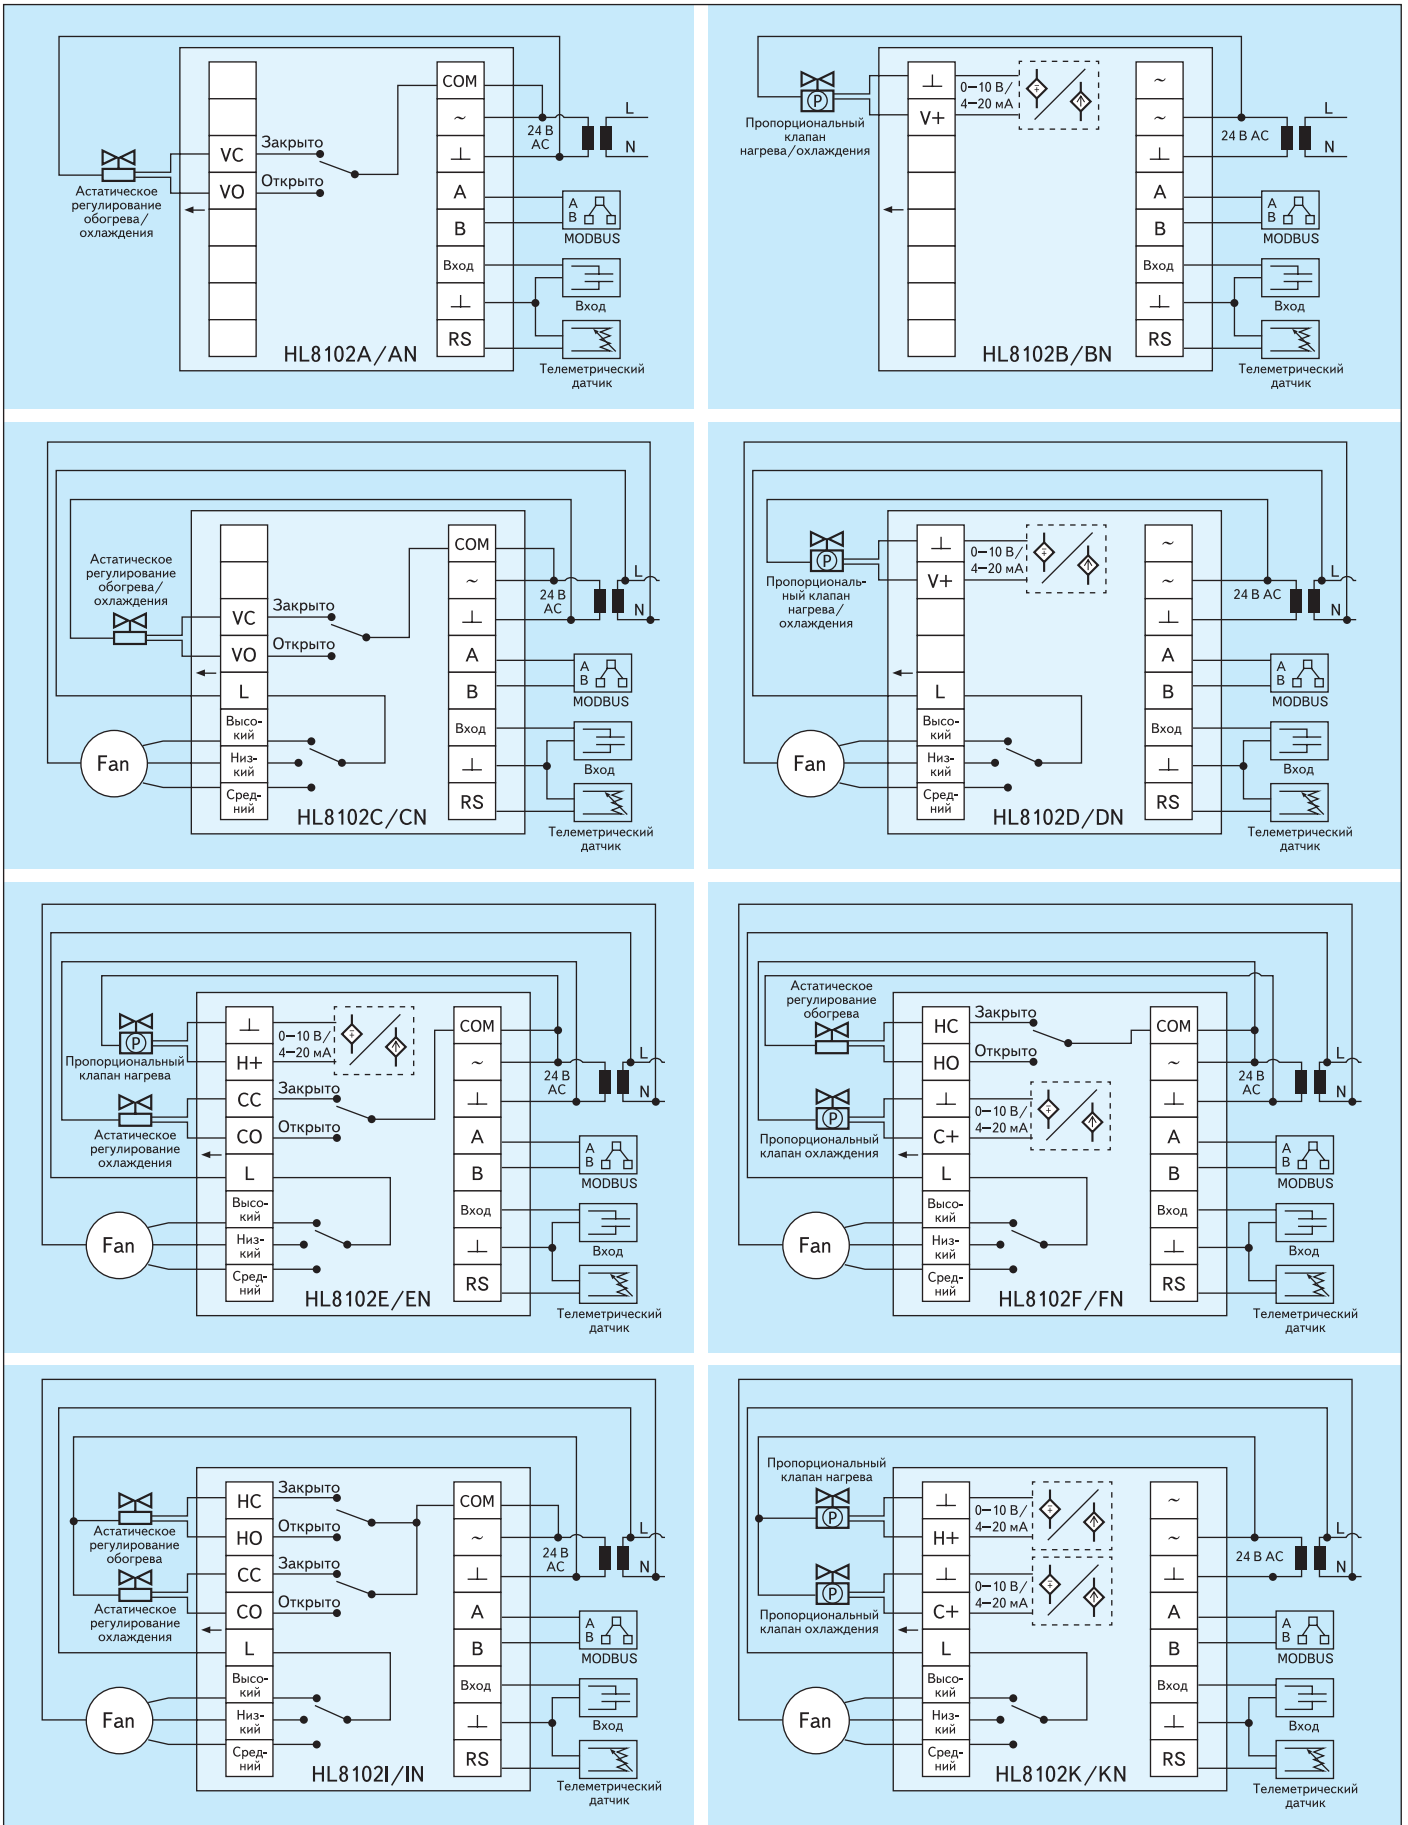 COM
~
24 В
AC
⊥
L
N
VC
Закрыто
VO
Открыто
Астатическое
регулирование
обогрева/
охлаждения
A
B
A
B
MODBUS
Вход
Вход
⊥
RS
Телеметрический
датчик
HL8102A/AN
⊥
V+
0—10 В/
4—20 мА
P
Пропорциональный
клапан
нагрева/охлаждения
~
~
24 В AC
⊥
L
N
A
B
A
B
MODBUS
Вход
Вход
⊥
RS
Телеметрический
датчик
HL8102B/BN
Астатическое
регулирование
обогрева/
охлаждения
COM
~
24 В
AC
⊥
L
N
VC
Закрыто
VO
Открыто
L
Высо-
кий
Низ-
кий
Сред-
ний
Fan
A
B
A
B
MODBUS
Вход
Вход
⊥
RS
Телеметрический
датчик
HL8102C/CN
⊥
V+
0—10 В/
4—20 мА
P
Пропорциональ-
ный клапан
нагрева/
охлаждения
L
Высо-
кий
Низ-
кий
Сред-
ний
Fan
~
~
24 В AC
⊥
L
N
A
B
A
B
MODBUS
Вход
Вход
⊥
RS
Телеметрический
датчик
HL8102D/DN
⊥
H+
0—10 В/
4—20 мА
P
Пропорциональный
клапан нагрева
CC
Закрыто
CO
Открыто
Астатическое
регулирование
охлаждения
L
Высо-
кий
Низ-
кий
Сред-
ний
Fan
COM
~
24 В
AC
⊥
L
N
A
B
A
B
MODBUS
Вход
Вход
⊥
RS
Телеметрический
датчик
HL8102E/EN
Астатическое
регулирование
обогрева
HC
Закрыто
HO
Открыто
⊥
C+
0—10 В/
4—20 мА
P
Пропорциональный
клапан охлаждения
L
Высо-
кий
Низ-
кий
Сред-
ний
Fan
COM
~
24 В
AC
⊥
L
N
A
B
A
B
MODBUS
Вход
Вход
⊥
RS
Телеметрический
датчик
HL8102F/FN
HC
Закрыто
HO
Открыто
Астатическое
регулирование
обогрева
CC
Закрыто
CO
Открыто
Астатическое
регулирование
охлаждения
L
Высо-
кий
Низ-
кий
Сред-
ний
Fan
COM
~
24 В
AC
⊥
L
N
A
B
A
B
MODBUS
Вход
Вход
⊥
RS
Телеметрический
датчик
HL8102I/IN
Пропорциональный
клапан нагрева
P
⊥
H+
0—10 В/
4—20 мА
⊥
C+
0—10 В/
4—20 мА
P
Пропорциональный
клапан охлаждения
L
Высо-
кий
Низ-
кий
Сред-
ний
Fan
~
~
24 В AC
⊥
L
N
A
B
A
B
MODBUS
Вход
Вход
⊥
RS
Телеметрический
датчик
HL8102K/KN